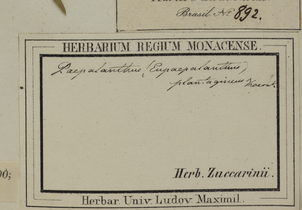 Brasil. No. 892.
HERBARIUM REGIUM MONACENSE.
Paepalanthus (Eupaepalanthus)
plantagineus Koern.
Herb. Zuccarinii.
Herbar. Univ. Ludov. Maximil.